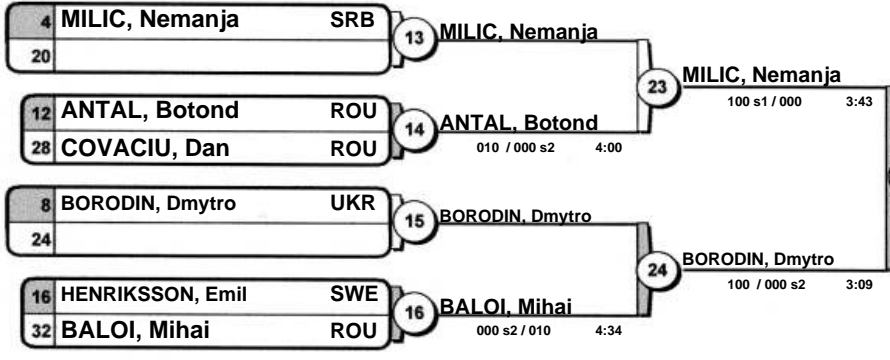 4 MILIC, Nemanja SRB
20
13 MILIC, Nemanja
12 ANTAL, Botond ROU
28 COVACIU, Dan ROU
14 ANTAL, Botond
010 / 000 s2 4:00
23 MILIC, Nemanja
100 s1 / 000 3:43
8 BORODIN, Dmytro UKR
24
15 BORODIN, Dmytro
16 HENRIKSSON, Emil SWE
32 BALOI, Mihai ROU
16 BALOI, Mihai
000 s2 / 010 4:34
24 BORODIN, Dmytro
100 / 000 s2 3:09